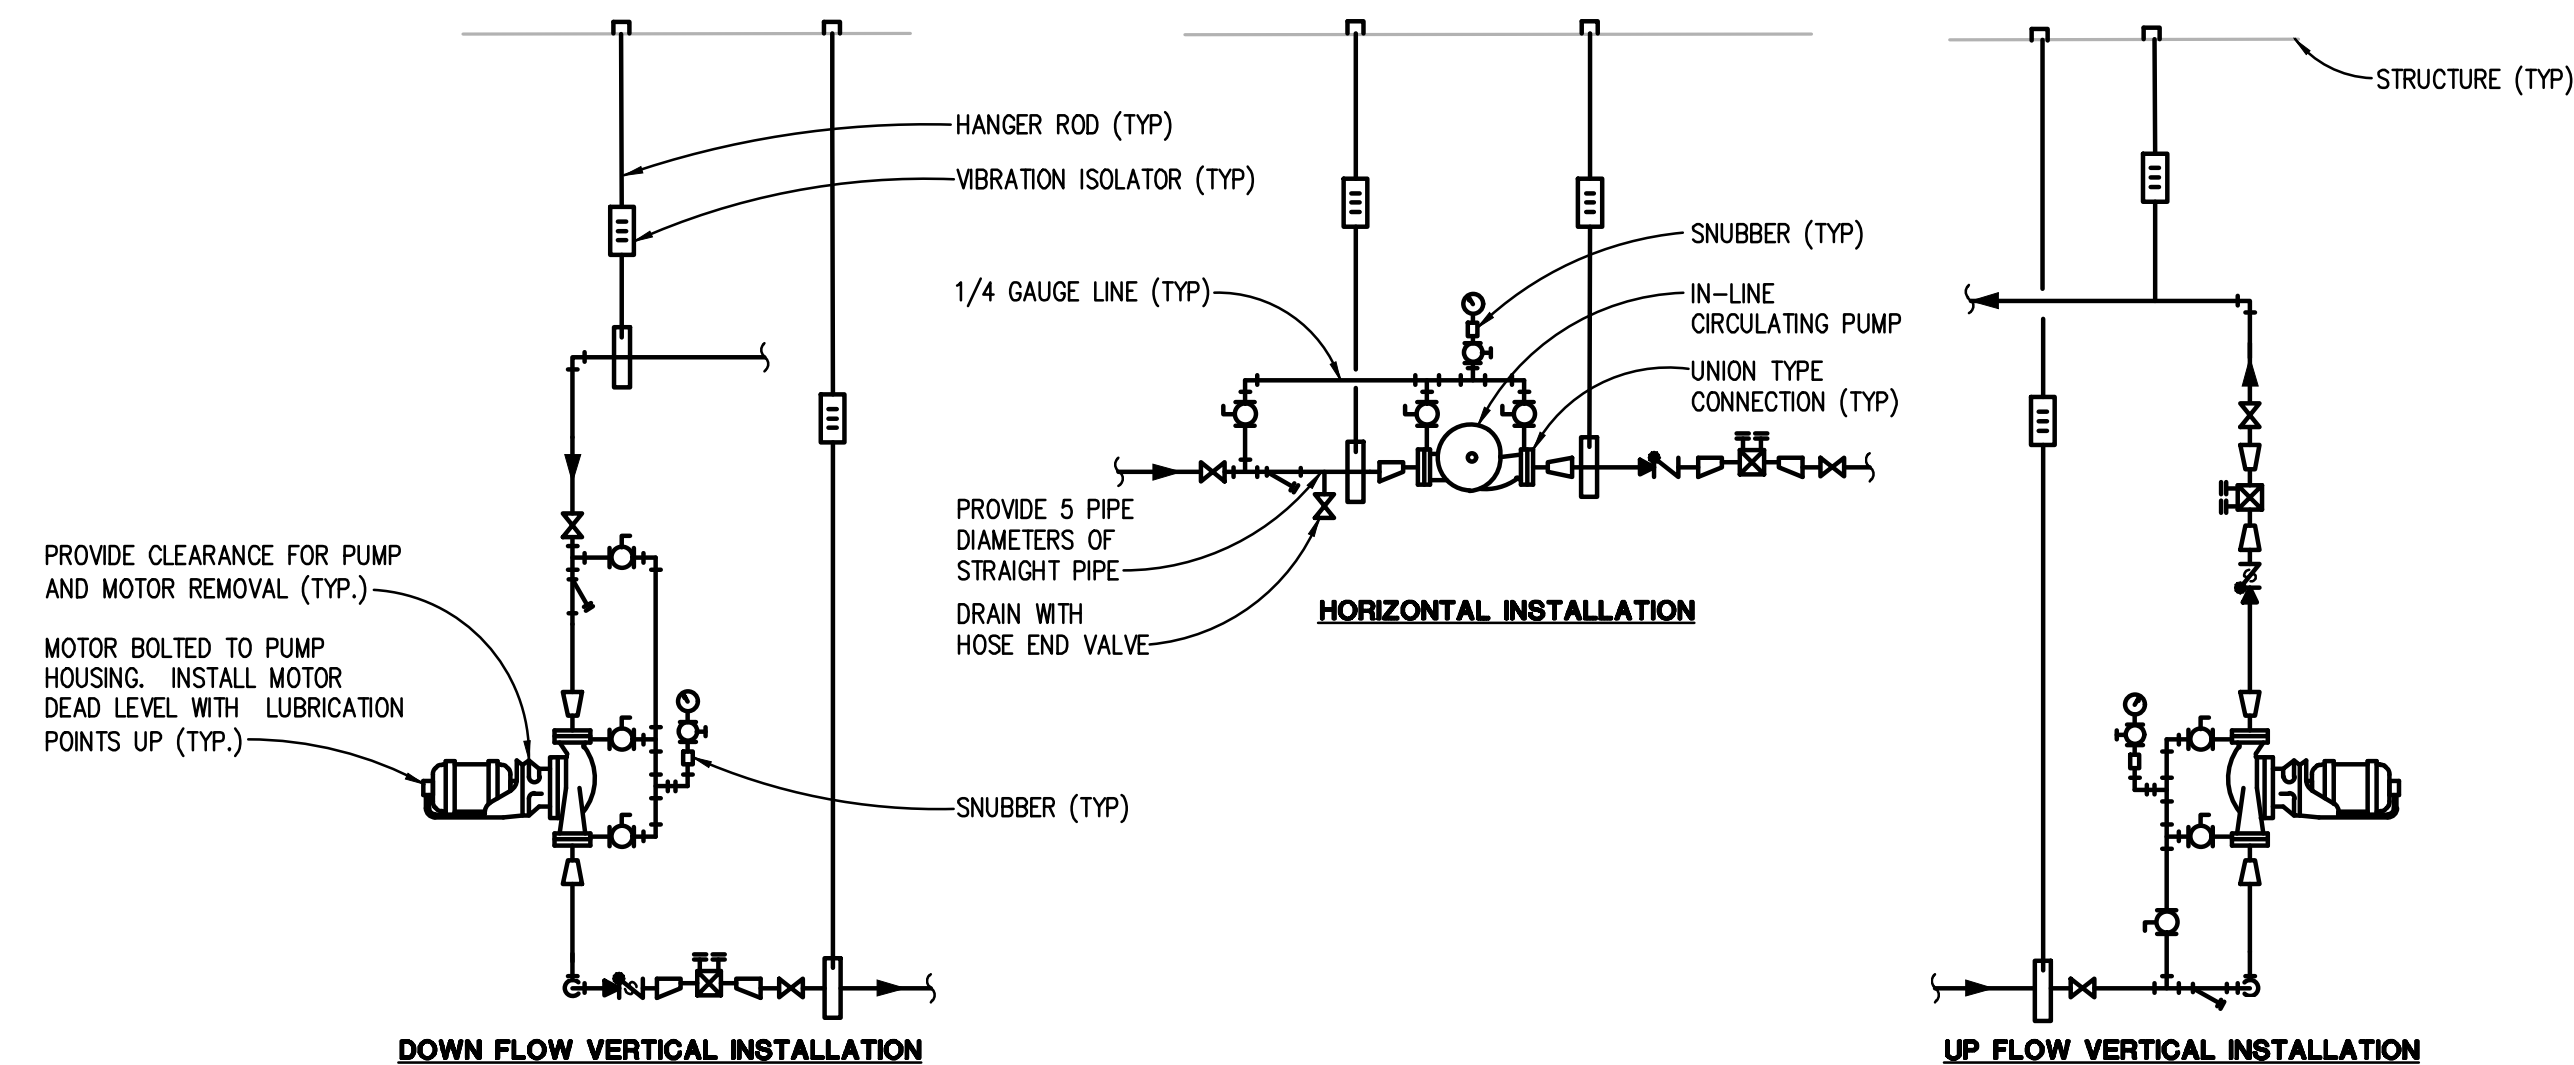 STRUCTURE (TYP)
HANGER ROD (TYP)
VIBRATION ISOLATOR (TYP)
SNUBBER (TYP)
1/4 GAUGE LINE (TYP)
IN-LINE
CIRCULATING PUMP
UNION TYPE
CONNECTION (TYP)
PROVIDE 5 PIPE
DIAMETERS OF
STRAIGHT PIPE
DRAIN WITH
HOSE END VALVE
HORIZONTAL INSTALLATION
PROVIDE CLEARANCE FOR PUMP
AND MOTOR REMOVAL (TYP.)
MOTOR BOLTED TO PUMP
HOUSING. INSTALL MOTOR
DEAD LEVEL WITH LUBRICATION
POINTS UP (TYP.)
SNUBBER (TYP)
DOWN FLOW VERTICAL INSTALLATION
UP FLOW VERTICAL INSTALLATION